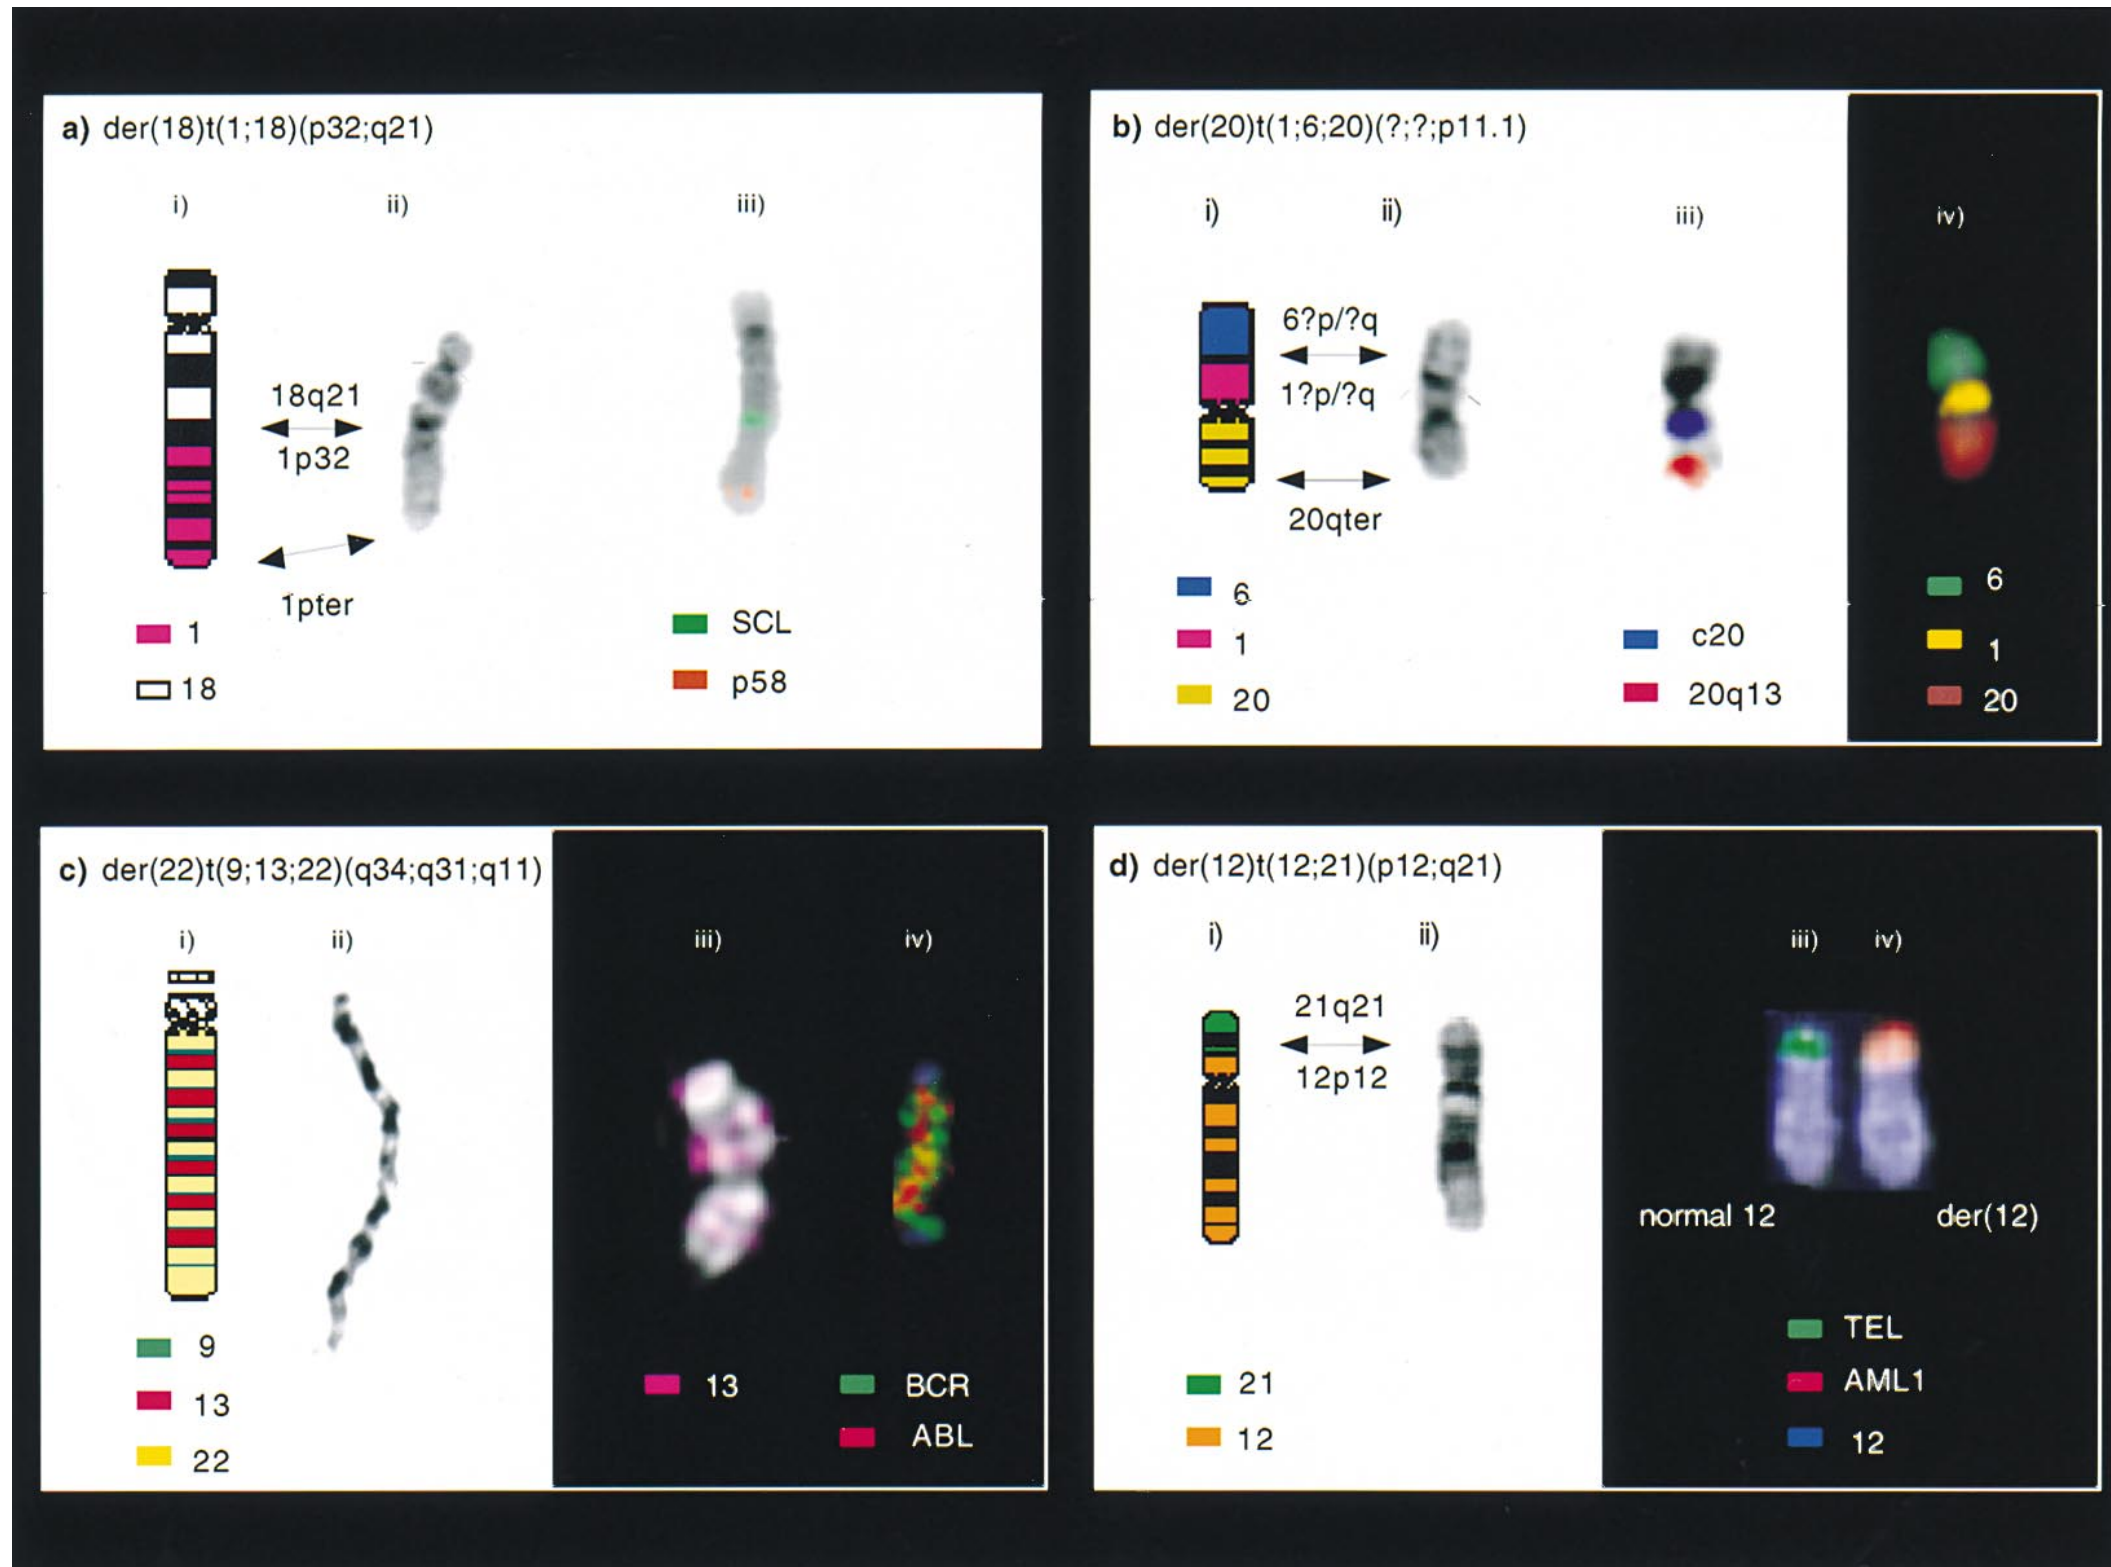 a) der(18)t(1;18)(p32;q21)
i)
ii)
iii)
18q21
1p32
1pter
1
18
SCL
p58
b) der(20)t(1;6;20)(?;?;p11.1)
i)
ii)
iii)
iv)
6?p/?q
1?p/?q
20qter
6
1
20
c20
20q13
6
1
20
c) der(22)t(9;13;22)(q34;q31;q11)
i)
ii)
iii)
iv)
9
13
22
13
BCR
ABL
d) der(12)t(12;21)(p12;q21)
i)
ii)
iii)
iv)
21q21
12p12
21
12
normal 12
der(12)
TEL
AML1
12